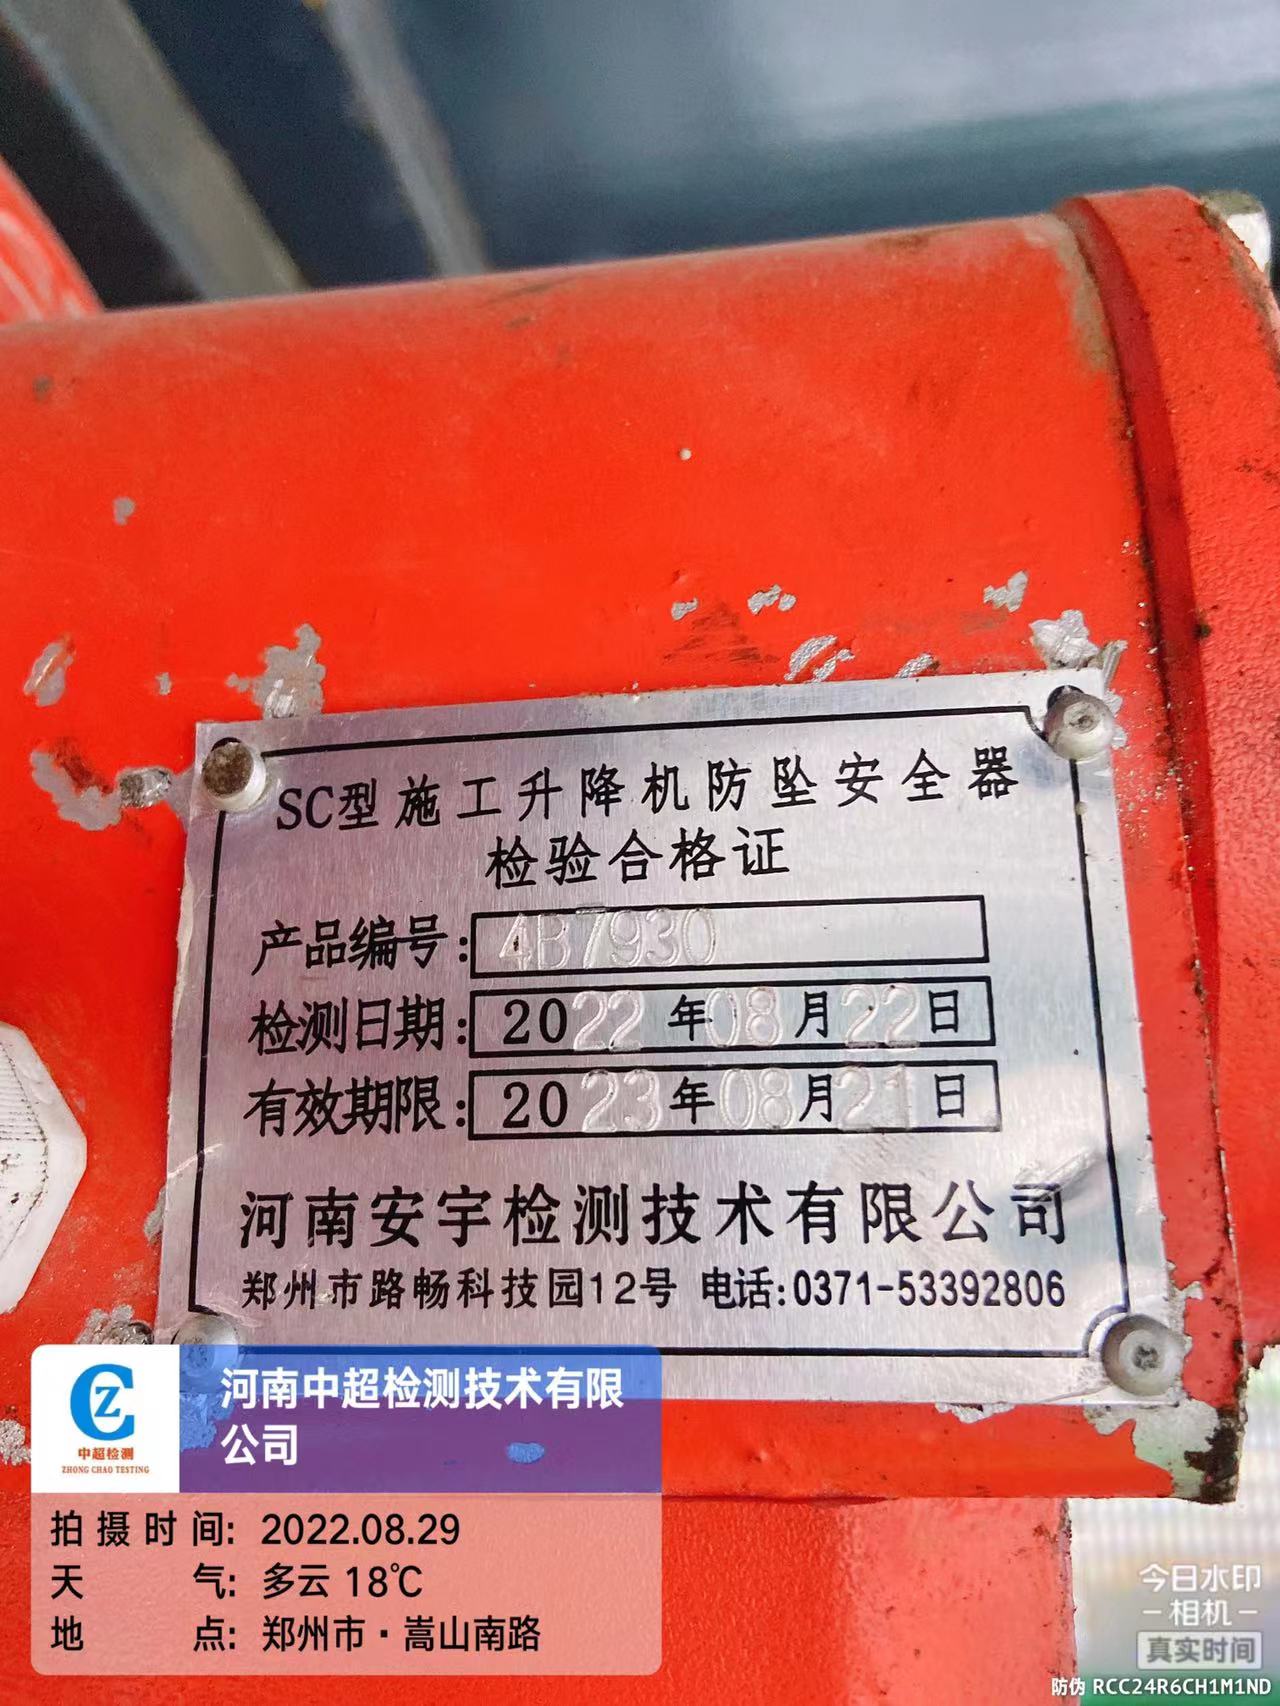 SC型施工升降机防坠安全器
检验合格证
产品编号: 4B7930
检测日期: 2022年08月22日
有效期限: 2023年08月21日
河南安宇检测技术有限公司
郑州市路畅科技园12号 电话:0371-53392806
中超检测
ZHONG CHAO TESTING
河南中超检测技术有限
公司
拍摄时间: 2022.08.29
天气: 多云 18℃
地点: 郑州市·嵩山南路
今日水印
-相机-
真实时间
防伪 RCC24R6CH1M1ND